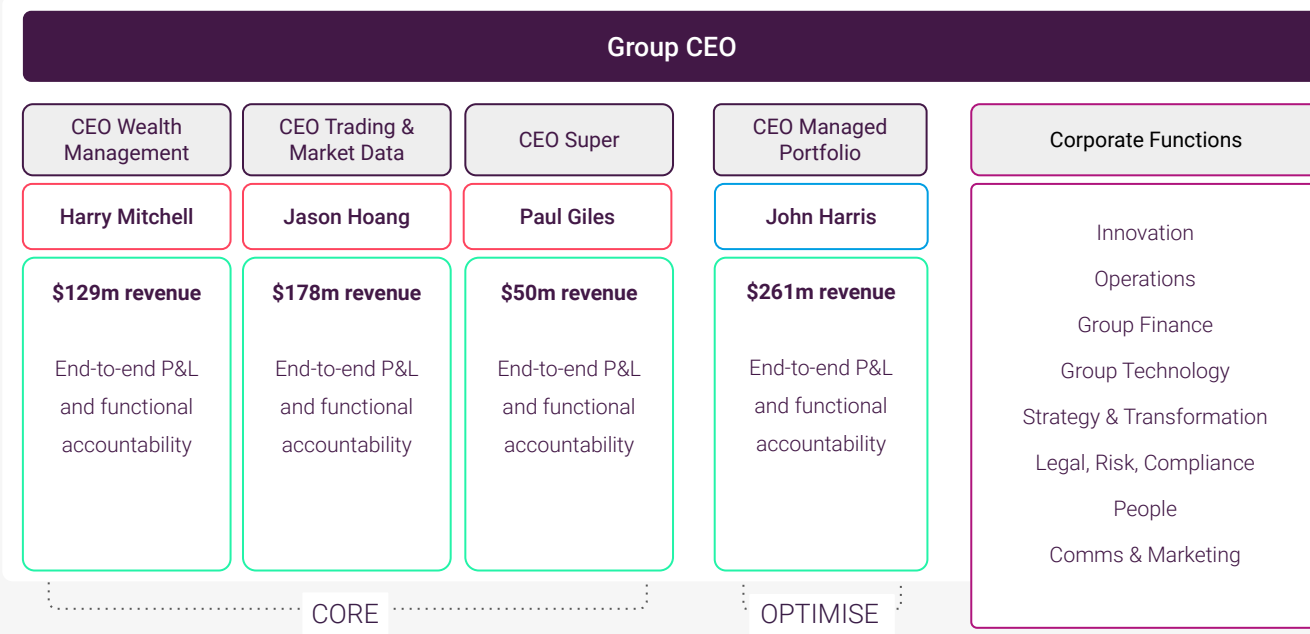 Group CEO
CEO Wealth
Management
Harry Mitchell
$129m revenue
End-to-end P&L
and functional
accountability
CEO Trading &
Market Data
Jason Hoang
$178m revenue
End-to-end P&L
and functional
accountability
CEO Super
Paul Giles
$50m revenue
End-to-end P&L
and functional
accountability
CORE
CEO Managed
Portfolio
John Harris
$261m revenue
End-to-end P&L
and functional
accountability
OPTIMISE
Corporate Functions
Innovation
Operations
Group Finance
Group Technology
Strategy & Transformation
Legal, Risk, Compliance
People
Comms & Marketing